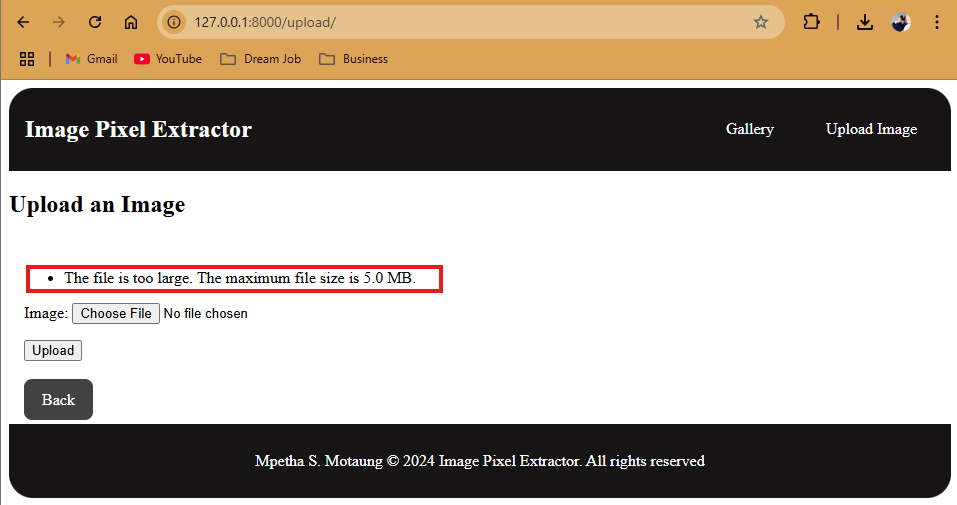 127.0.0.1:8000/upload/
Gmail YouTube Dream Job Business
Image Pixel Extractor Gallery Upload Image
Upload an Image
• The file is too large. The maximum file size is 5.0 MB.
Image: Choose File No file chosen
Upload
Back
Mpetha S. Motaung © 2024 Image Pixel Extractor. All rights reserved